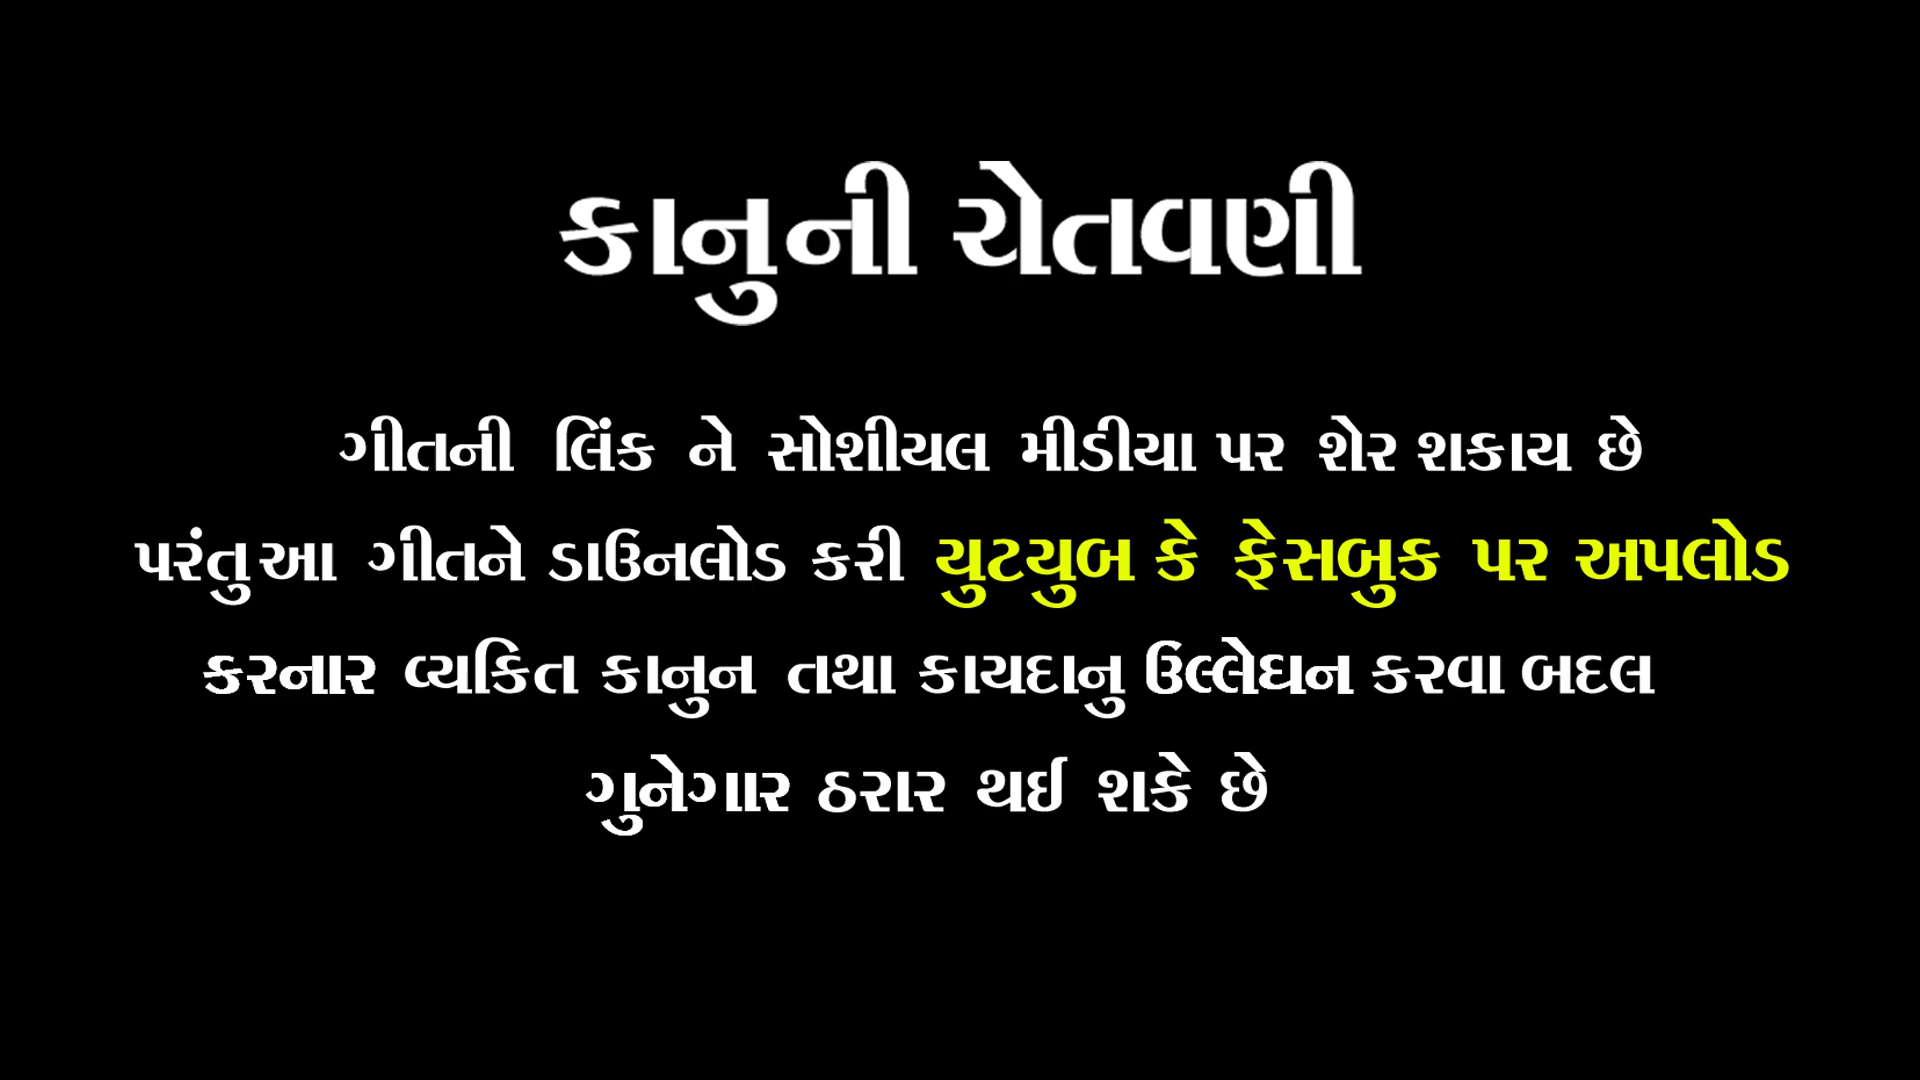 કાનુની ચેતવણી
ગીતની લિંક ને સોશીયલ મીડીયા પર શેર શકાય છે
પરંતુ આ ગીતને ડાઉનલોડ કરી યુટયુબ કે ફેસબુક પર અપલોડ
કરનાર વ્યકિત કાનુન તથા કાયદાનુ ઉલ્લેઘન કરવા બદલ
ગુનેગાર ઠરાર થઈ શકે છે